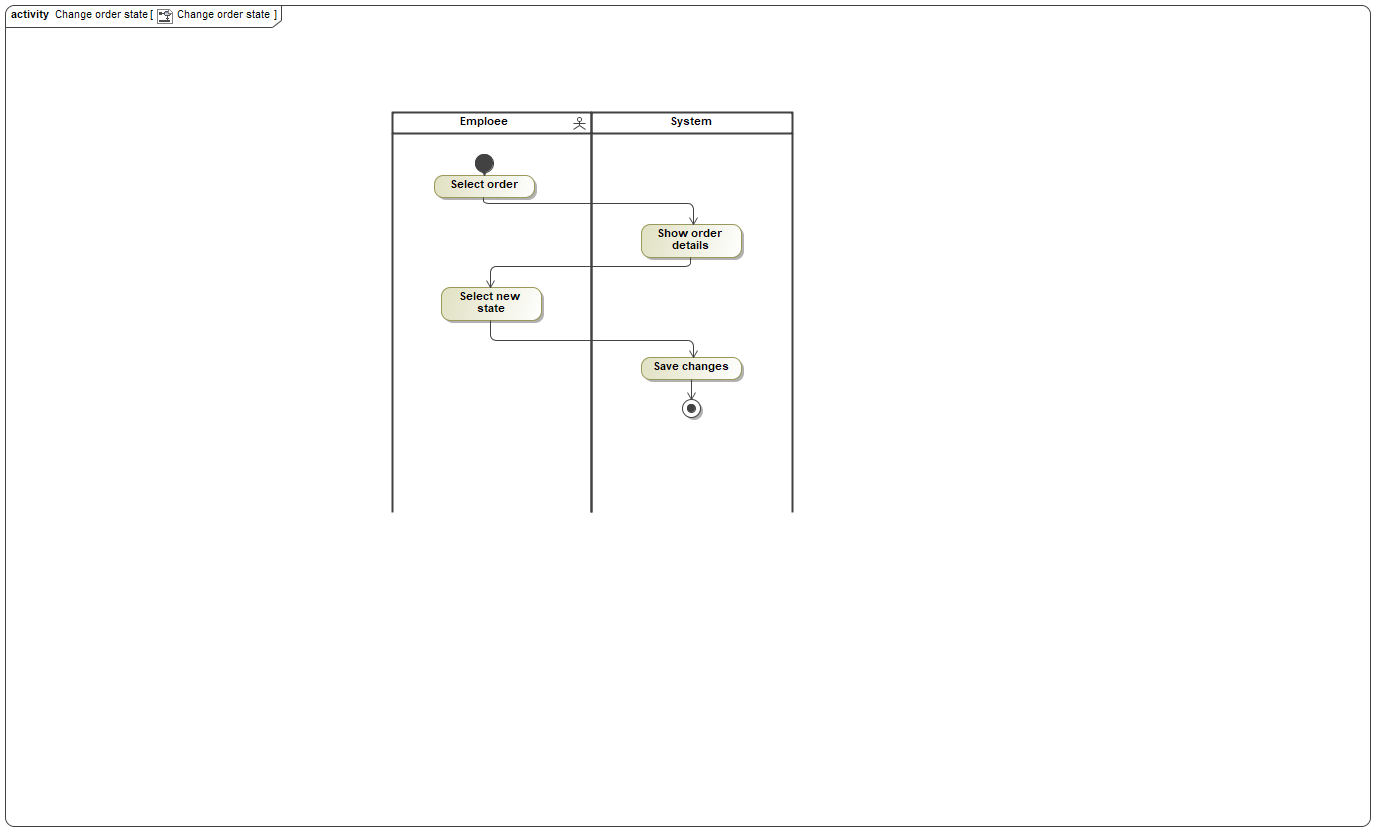 activity Change order state [ Change order state ]
Emploee
System
Select order
Show order
details
Select new
state
Save changes